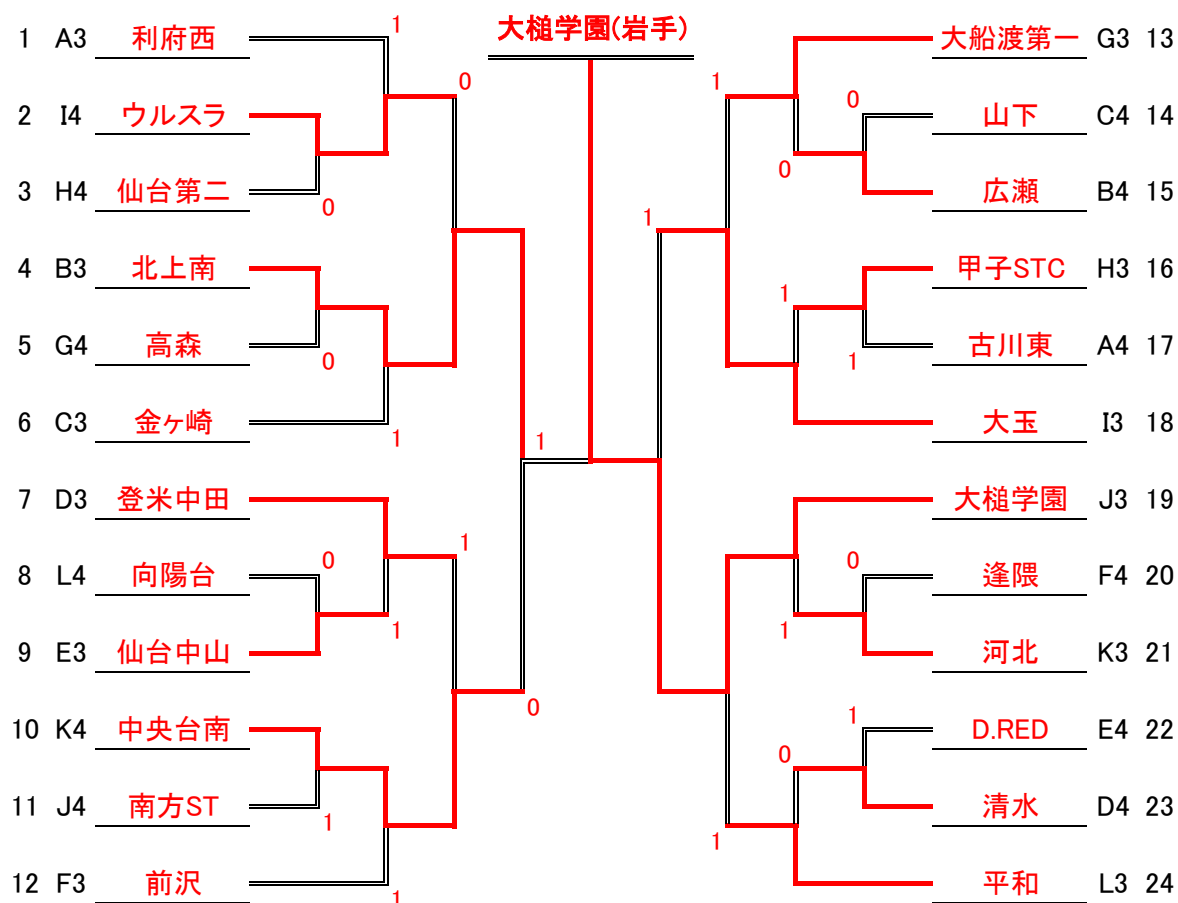 大槌学園(岩手)
1 A3 利府西 1
0
2 I4 ウルスラ
3 H4 仙台第二 0
4 B3 北上南
5 G4 高森 0
6 C3 金ヶ崎 1
1
7 D3 登米中田
1
8 L4 向陽台 0
9 E3 仙台中山 1
0
10 K4 中央台南
11 J4 南方ST 1
12 F3 前沢 1
大船渡第一 G3 13
1
0 山下 C4 14
0
広瀬 B4 15
1
甲子STC H3 16
1
1 古川東 A4 17
大玉 I3 18
大槌学園 J3 19
0 逢隈 F4 20
1 河北 K3 21
1 D.RED E4 22
0
清水 D4 23
1
平和 L3 24